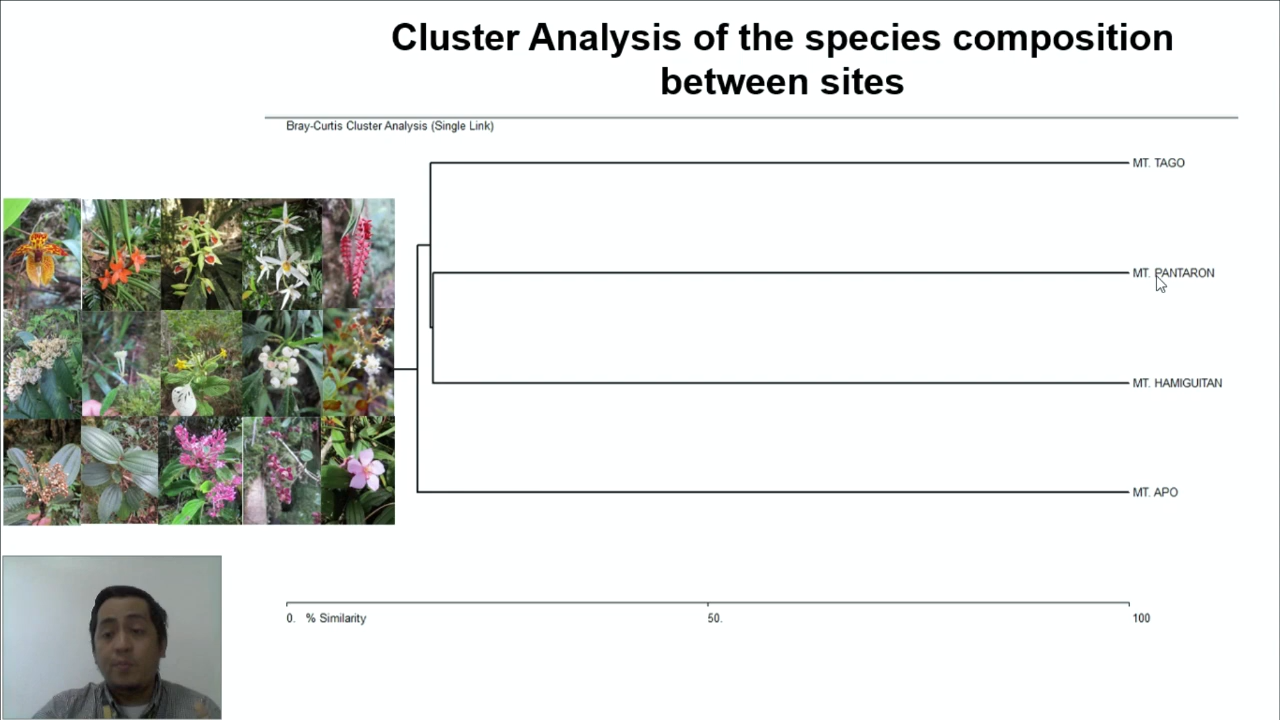 Cluster Analysis of the species composition
between sites
Bray-Curtis Cluster Analysis (Single Link)
MT. TAGO
MT. PANTARON
MT. HAMIGUITAN
MT. APO
0. % Similarity 50. 100